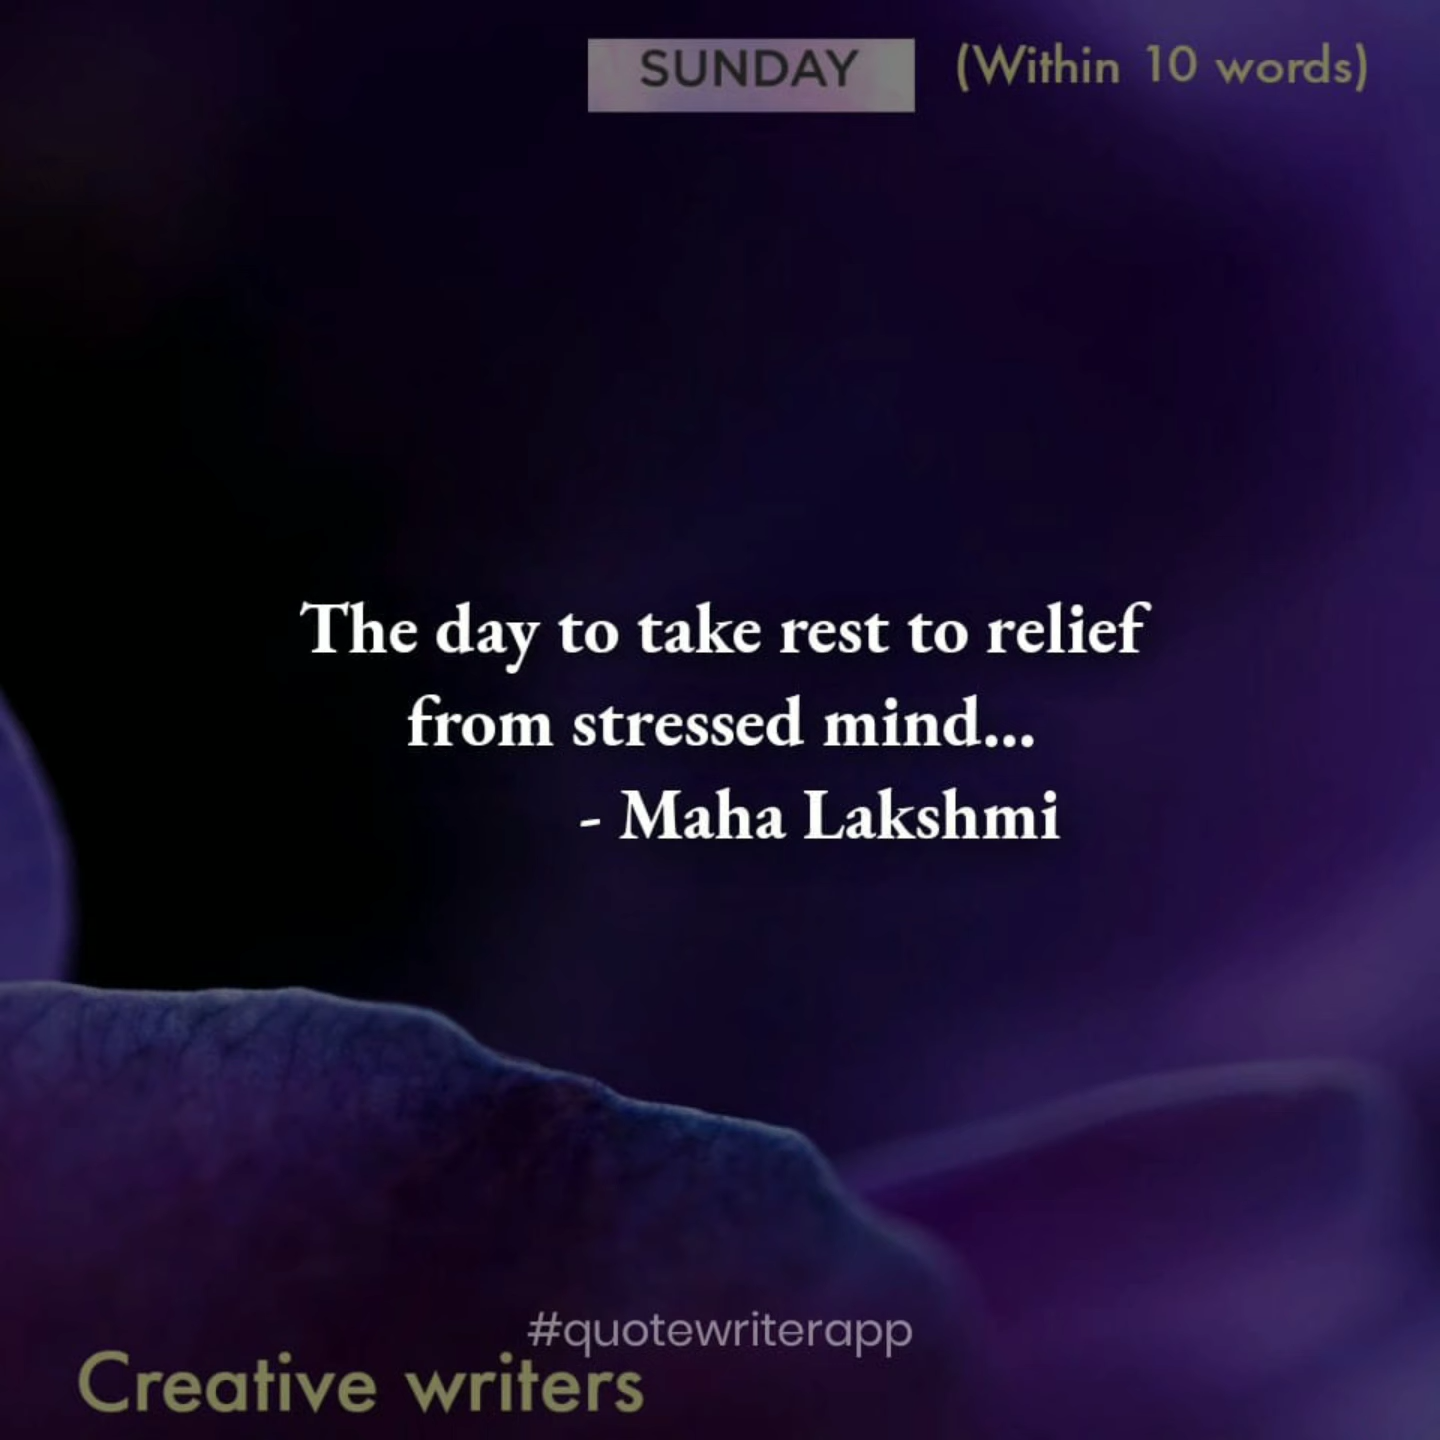 SUNDAY (Within 10 words)
The day to take rest to relief
from stressed mind...
- Maha Lakshmi
#quotewriterapp
Creative writers